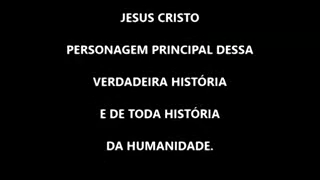 JESUS CRISTO
PERSONAGEM PRINCIPAL DESSA
VERDADEIRA HISTÓRIA
E DE TODA HISTÓRIA
DA HUMANIDADE.